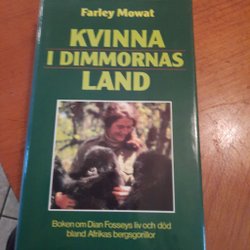 Farley Mowat
KVINNA
I DIMMORNAS
LAND
Boken om Dian Fosseys liv och död
bland Afrikas bergsgorillor